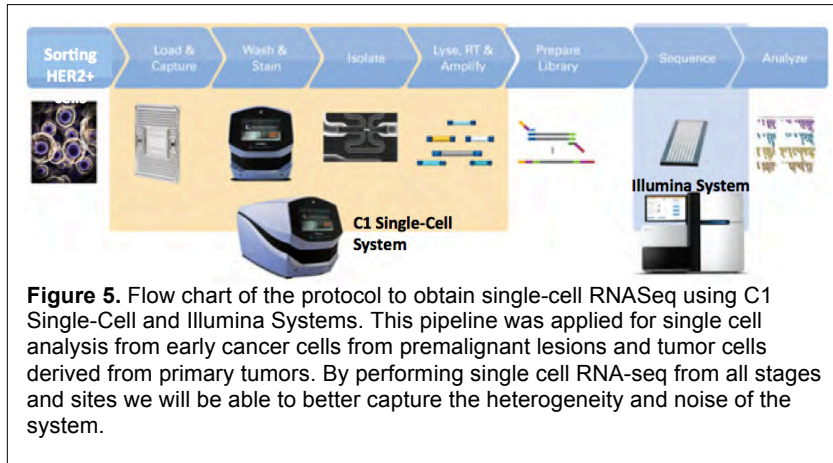 Sorting
HER2+
cells
Load &
Capture
Wash &
Stain
Isolate
Lyse, RT &
Amplify
Prepare
Library
Sequence
Analyze
Illumina System
C1 Single-Cell
System
Figure 5. Flow chart of the protocol to obtain single-cell RNASeq using C1
Single-Cell and Illumina Systems. This pipeline was applied for single cell
analysis from early cancer cells from premalignant lesions and tumor cells
derived from primary tumors. By performing single cell RNA-seq from all stages
and sites we will be able to better capture the heterogeneity and noise of the
system.